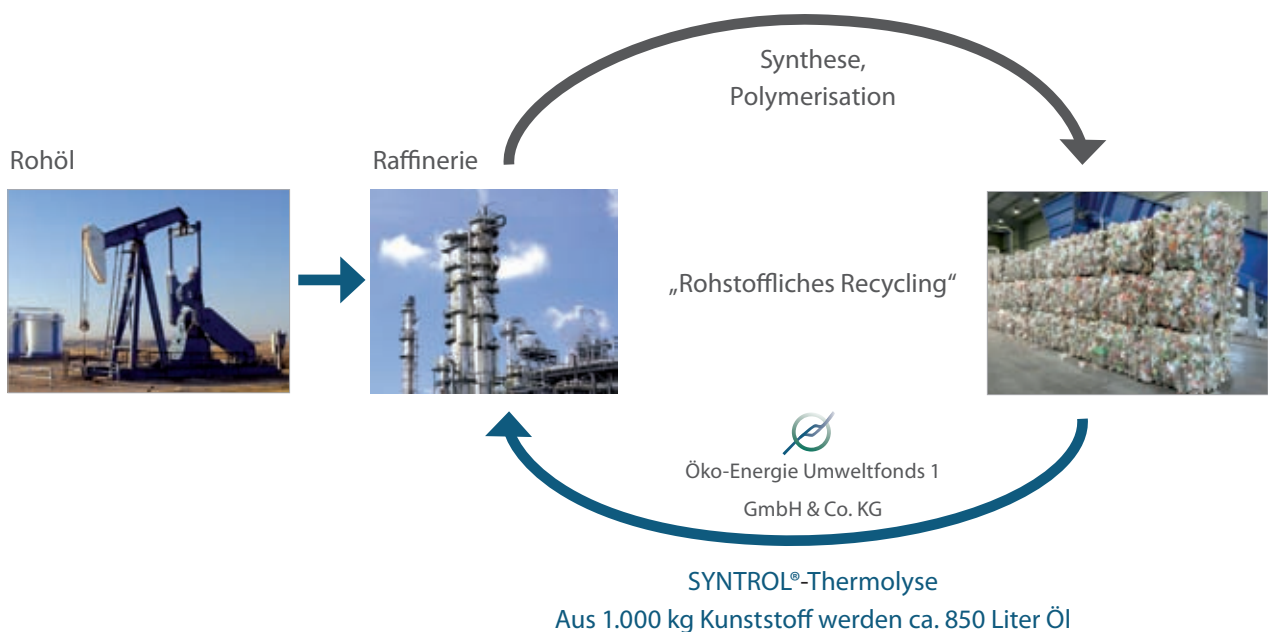 Synthese,
Polymerisation
Rohöl
Raffinerie
„Rohstoffliches Recycling“
Öko-Energie Umweltfonds 1
GmbH & Co. KG
SYNTROL®-Thermolyse
Aus 1.000 kg Kunststoff werden ca. 850 Liter Öl